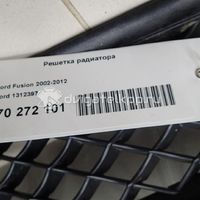 Решетка радиатора
ord Fusion 2002-2012
ord 1312397
70 272 101